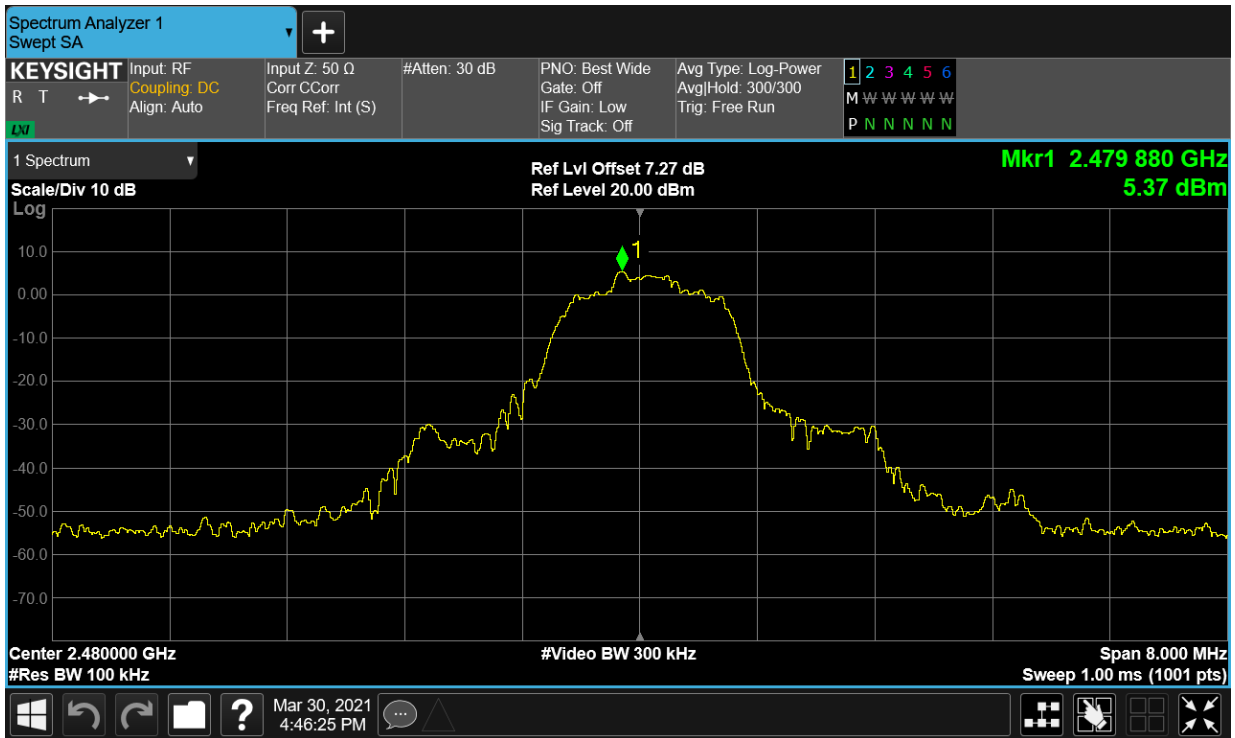 Spectrum Analyzer 1
Swept SA
KEYSIGHT
R T
LXI
Input: RF
Coupling: DC
Align: Auto
Input Z: 50 Ω
Corr CCorr
Freq Ref: Int (S)
#Atten: 30 dB
PNO: Best Wide
Gate: Off
IF Gain: Low
Sig Track: Off
Avg Type: Log-Power
Avg|Hold: 300/300
Trig: Free Run
1 2 3 4 5 6
M W W W W W
P N N N N N
1 Spectrum
Scale/Div 10 dB
Ref Lvl Offset 7.27 dB
Ref Level 20.00 dBm
Mkr1 2.479 880 GHz
5.37 dBm
Log
1
10.0
0.00
-10.0
-20.0
-30.0
-40.0
-50.0
-60.0
-70.0
Center 2.480000 GHz
#Res BW 100 kHz
#Video BW 300 kHz
Span 8.000 MHz
Sweep 1.00 ms (1001 pts)
?
Mar 30, 2021
4:46:25 PM